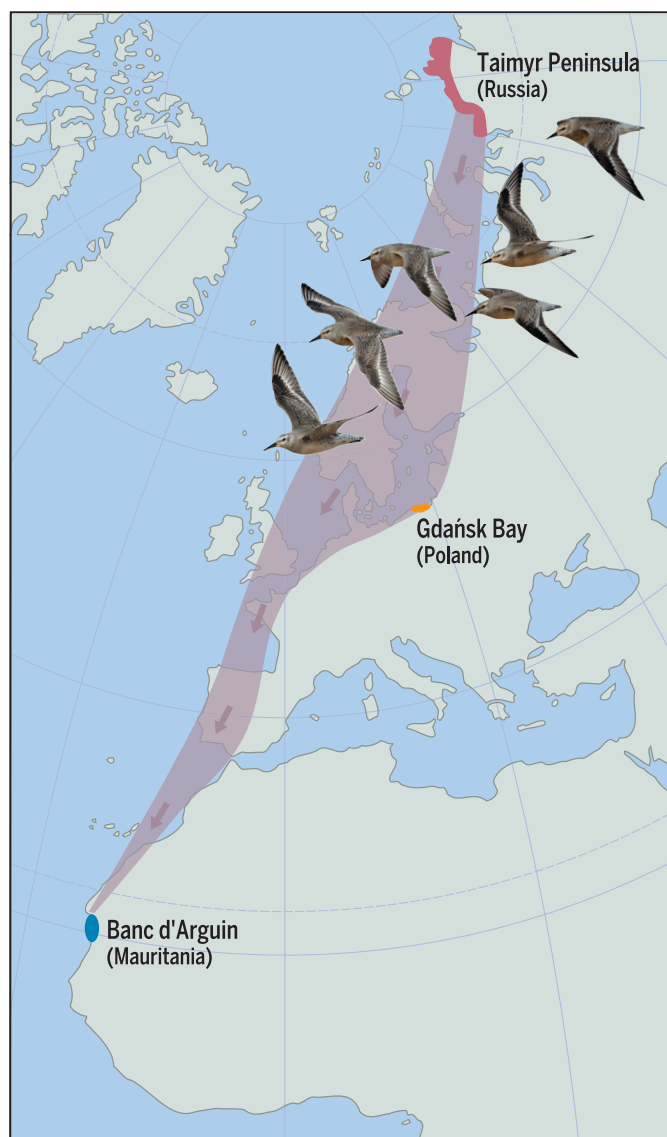 Taimyr Peninsula
(Russia)
Gdańsk Bay
(Poland)
Banc d'Arguin
(Mauritania)